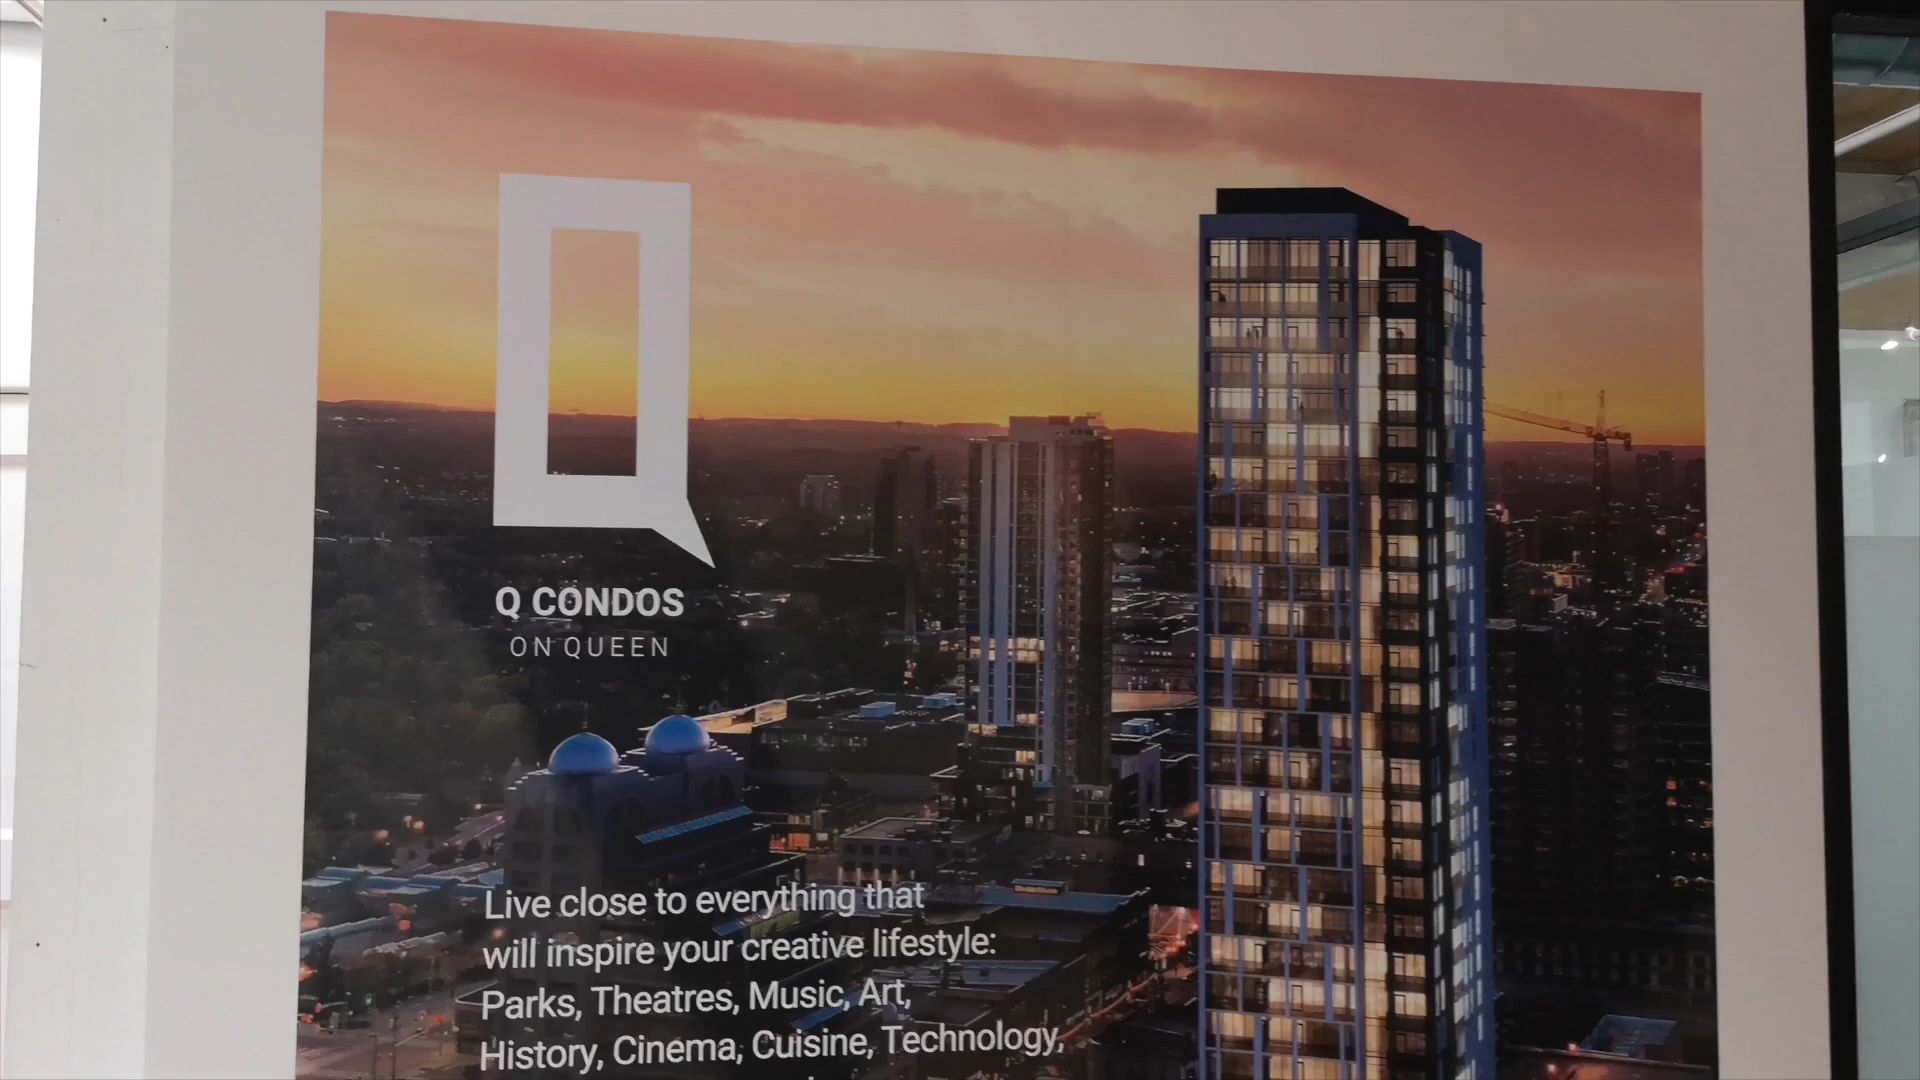 Q CONDOS
ON QUEEN
Live close to everything that
will inspire your creative lifestyle:
Parks, Theatres, Music, Art,
History, Cinema, Cuisine, Technology,